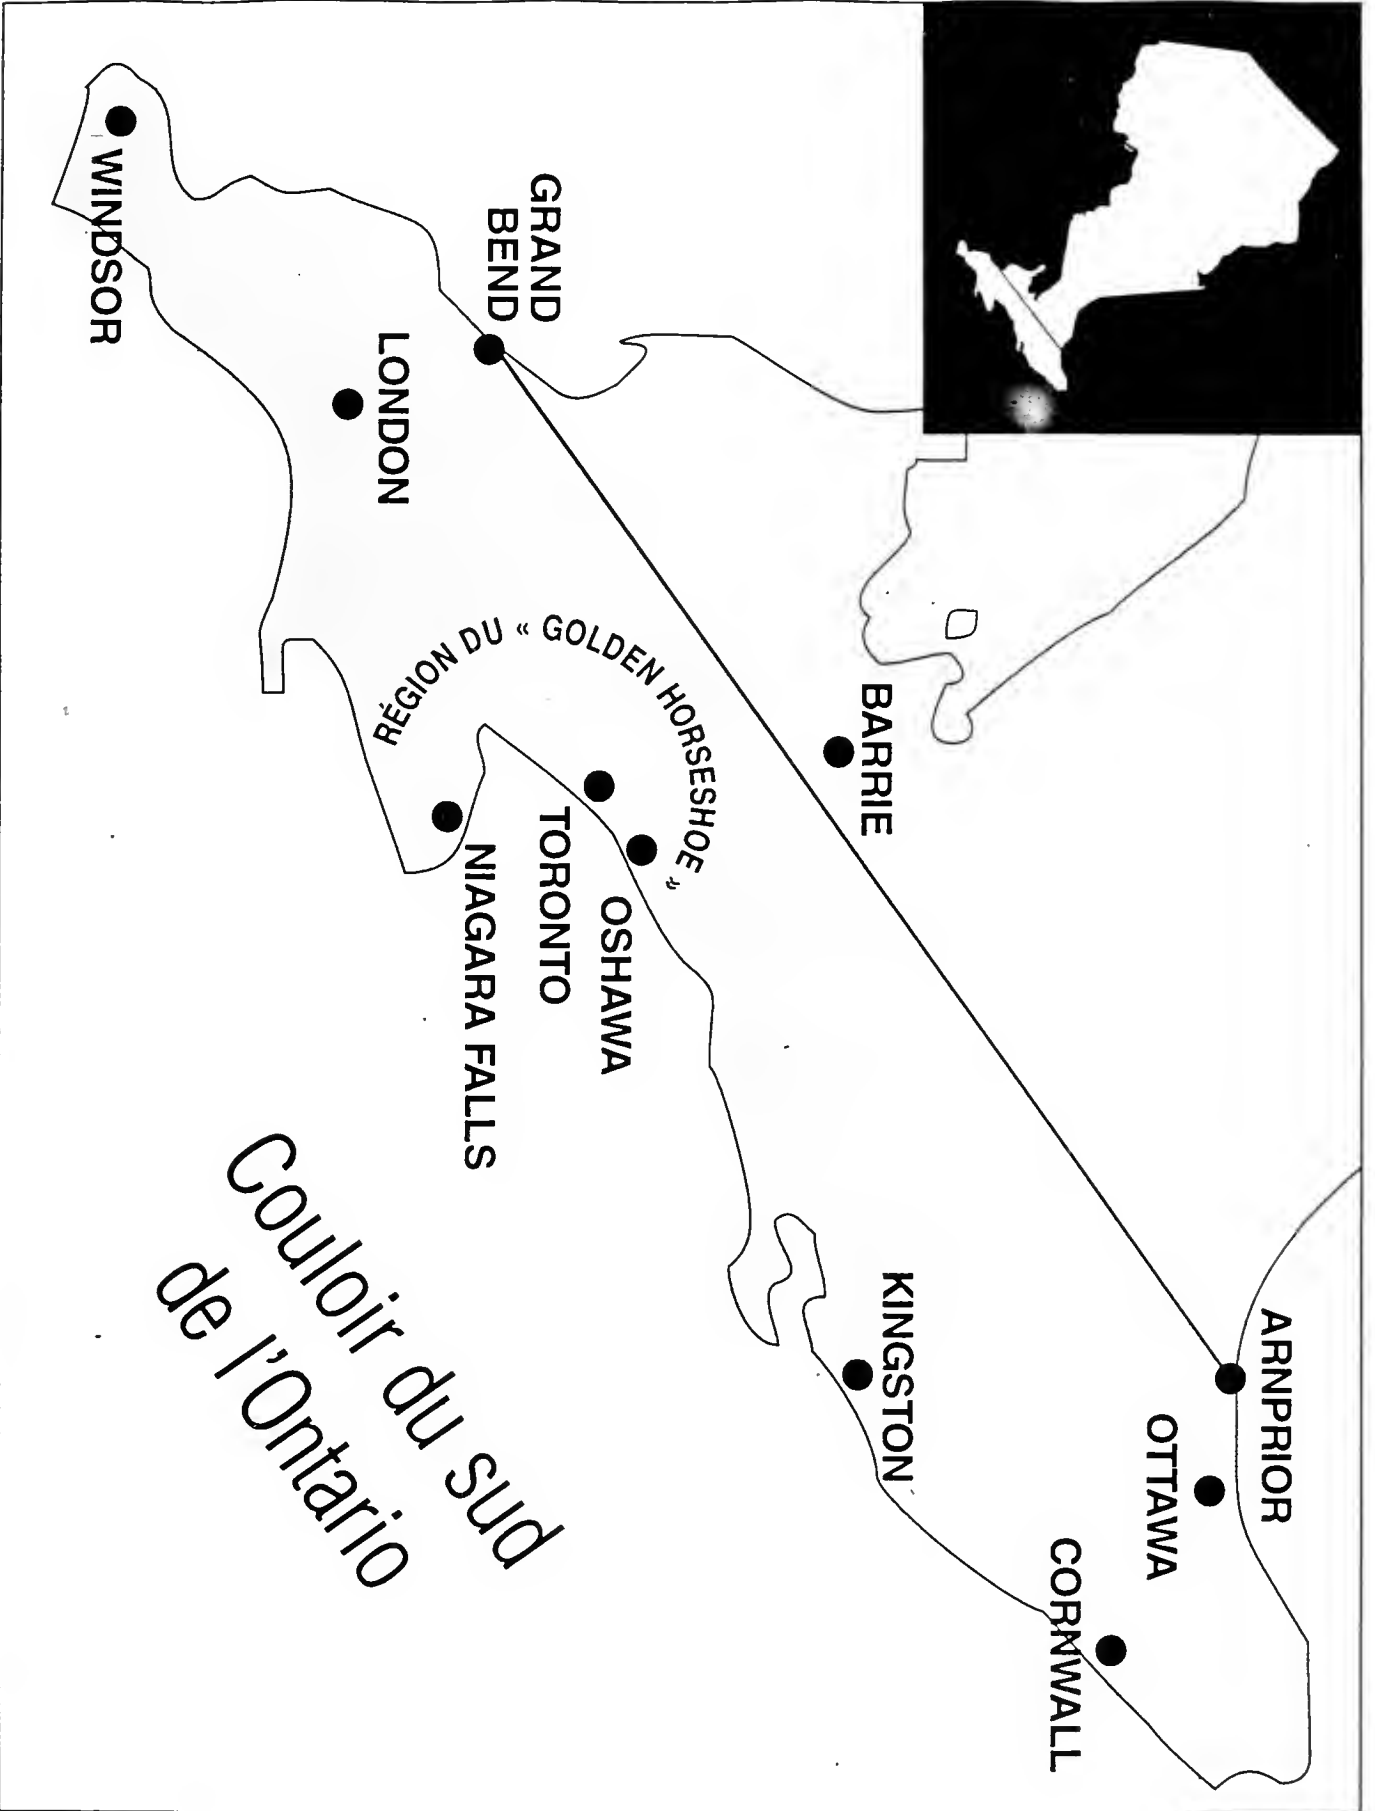 ARNPRIOR
OTTAWA
CORNWALL
KINGSTON
BARRIE
GRAND
BEND
RÉGION DU « GOLDEN HORSESHOE »
OSHAWA
TORONTO
LONDON
NIAGARA FALLS
WINDSOR
Couloir du sud
de l'Ontario